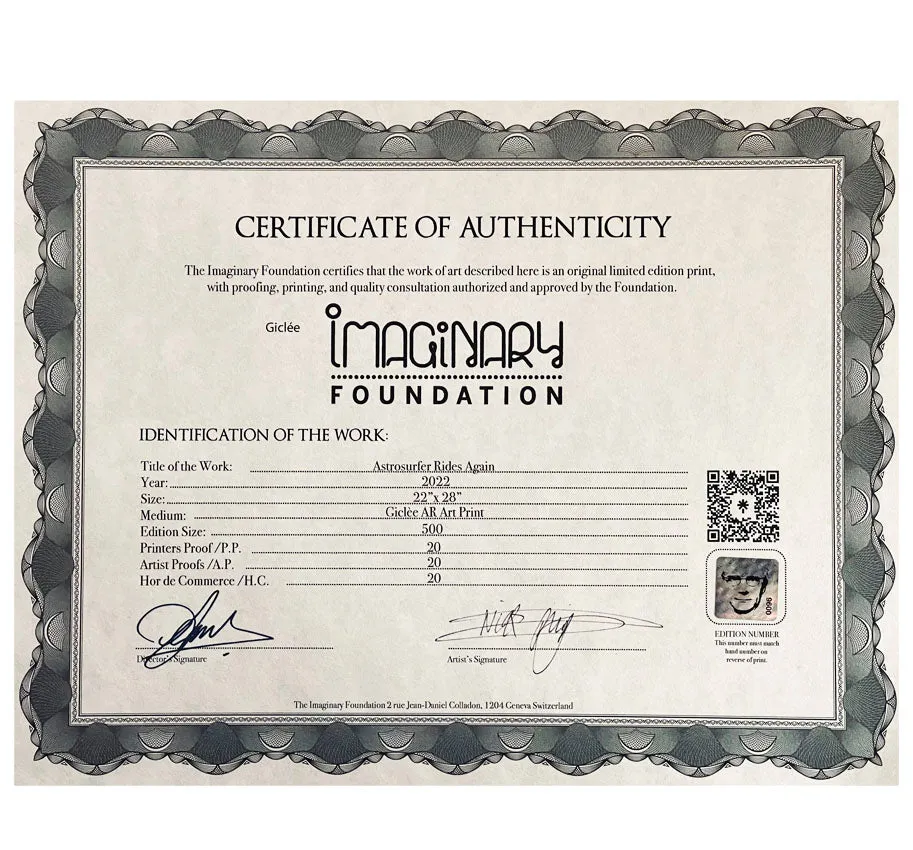 CERTIFICATE OF AUTHENTICITY
The Imaginary Foundation certifies that the work of art described here is an original limited edition print,
with proofing, printing, and quality consultation authorized and approved by the Foundation.
Giclée
iMAGiNARY
FOUNDATION
IDENTIFICATION OF THE WORK:
Title of the Work: Astrosurfer Rides Again
Year: 2022
Size: 22”x 28”
Medium: Giclèe AR Art Print
Edition Size: 500
Printers Proof /P.P. 20
Artist Proofs /A.P. 20
Hor de Commerce /H.C. 20
0096
EDITION NUMBER
This number must match
hand number on
reverse of print.
Director's Signature
Artist's Signature
The Imaginary Foundation 2 rue Jean-Daniel Colladon, 1204 Geneva Switzerland